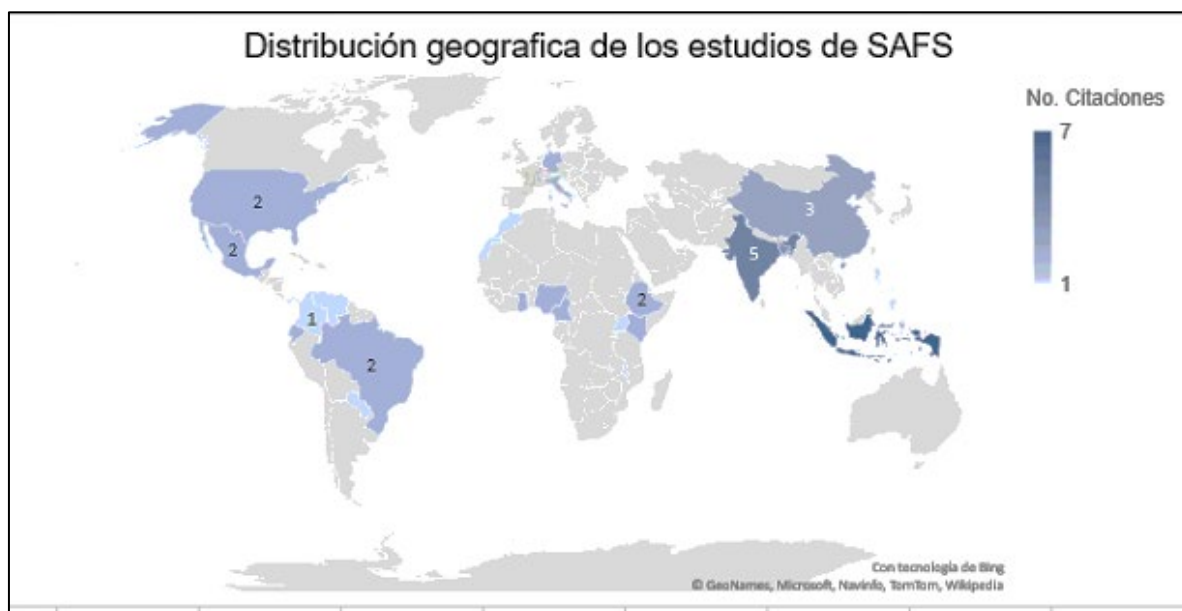 Distribución geografica de los estudios de SAFS
No. Citaciones
7
1
2
2
1
2
2
3
5
Con tecnología de Bing
© GeoNames, Microsoft, Navinfo, TomTom, Wikipedia